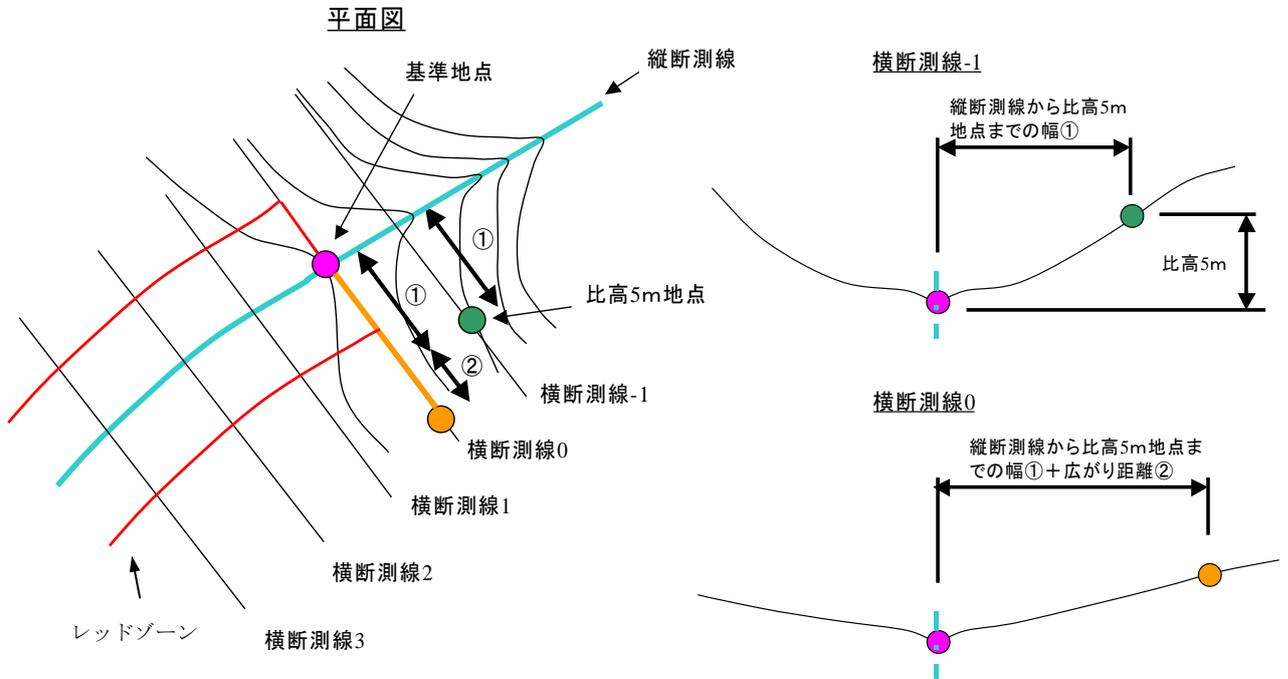 平面図
基準地点
縦断測線
①
①
②
比高5m地点
横断測線-1
横断測線0
横断測線1
横断測線2
横断測線3
レッドゾーン
横断測線-1
縦断測線から比高5m
地点までの幅①
比高5m
横断測線0
縦断測線から比高5m地点ま
での幅①＋広がり距離②